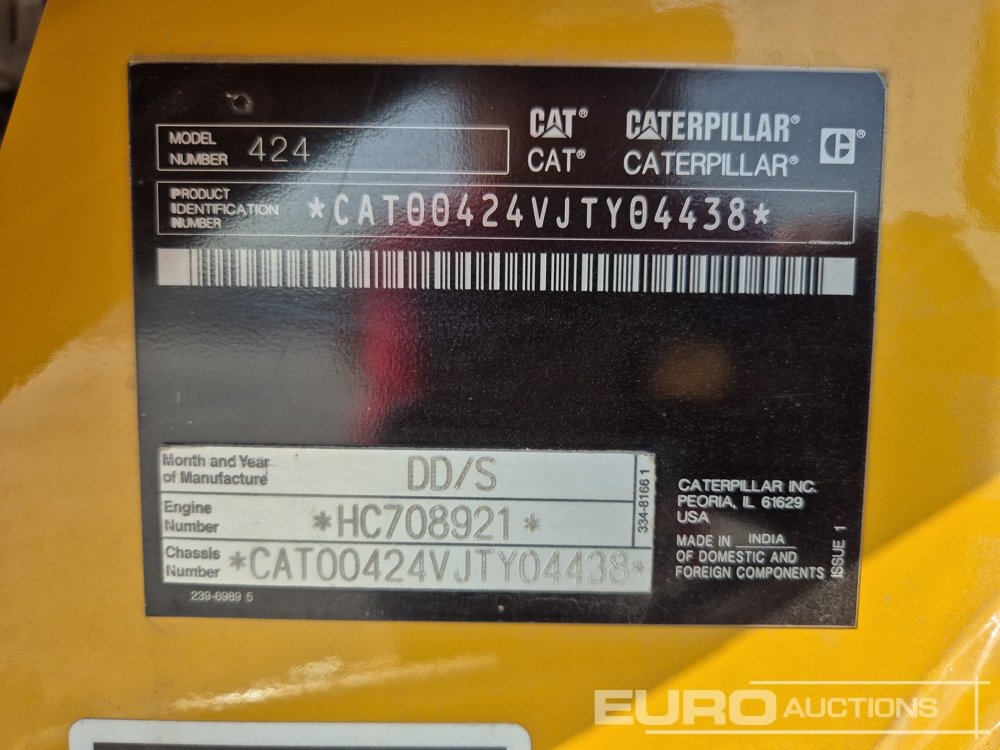 MODEL
NUMBER 424
CAT® CATERPILLAR®
CAT® CATERPILLAR®
PRODUCT
IDENTIFICATION
NUMBER
*CAT00424VJTY04438*
Month and Year
of Manufacture
DD/S
Engine
Number
*HC708921*
Chassis
Number
*CAT00424VJTY04438*
334-8166 1
239-6989 5
CATERPILLAR INC.
PEORIA, IL 61629
USA
MADE IN INDIA
OF DOMESTIC AND
FOREIGN COMPONENTS
ISSUE 1
EURO AUCTIONS